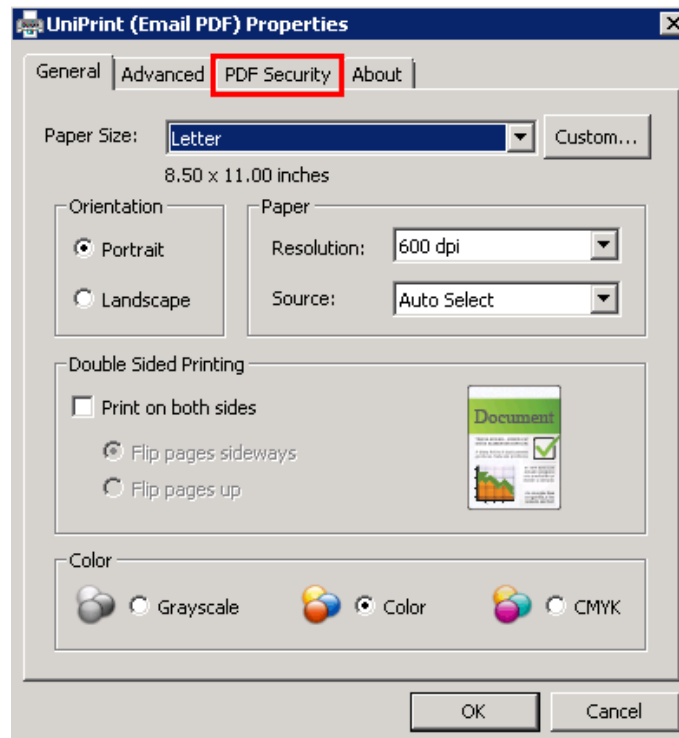 UniPrint (Email PDF) Properties
General Advanced PDF Security About
Paper Size: Letter Custom...
8.50 x 11.00 inches
Orientation Paper
Portrait Resolution: 600 dpi
Landscape Source: Auto Select
Double Sided Printing
Print on both sides
Document
Flip pages sideways
Flip pages up
Color
Grayscale Color CMYK
OK Cancel